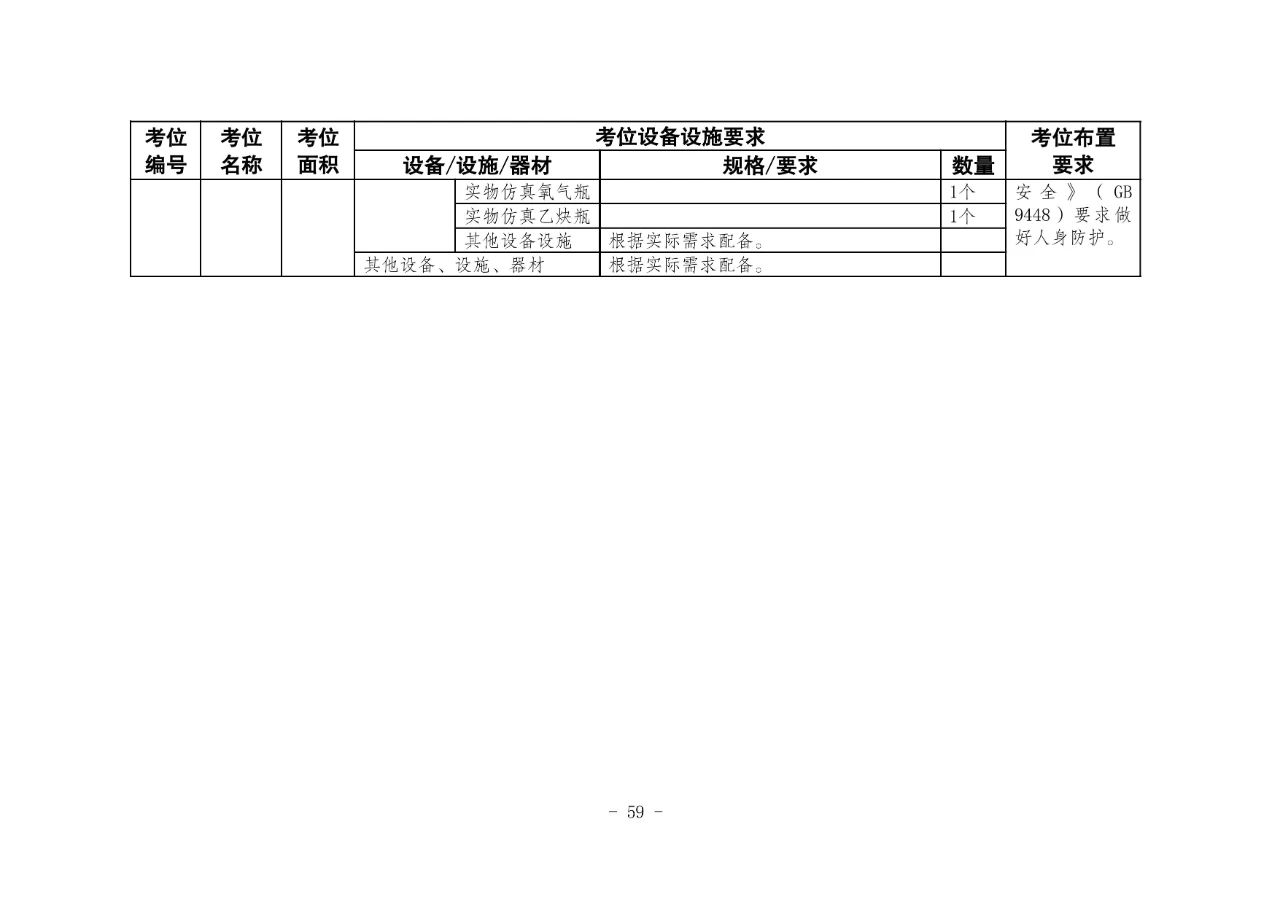 考位编号 考位名称 考位面积 考位设备设施要求 考位布置要求
设备/设施/器材 规格/要求 数量
实物仿真氧气瓶 1个 安全》（GB
实物仿真乙炔瓶 1个 9448）要求做
其他设备设施 根据实际需求配备。 好人身防护。
其他设备、设施、器材 根据实际需求配备。
- 59 -